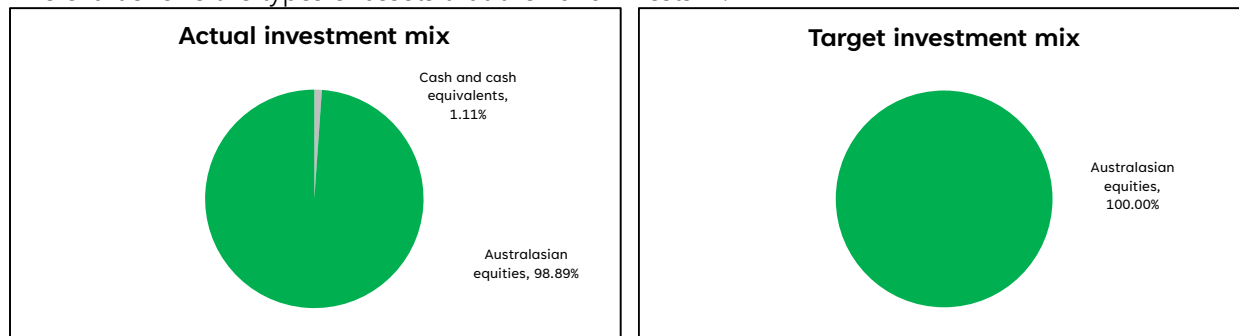 Actual investment mix
Cash and cash
equivalents,
1.11%
Australasian
equities, 98.89%
Target investment mix
Australasian
equities,
100.00%